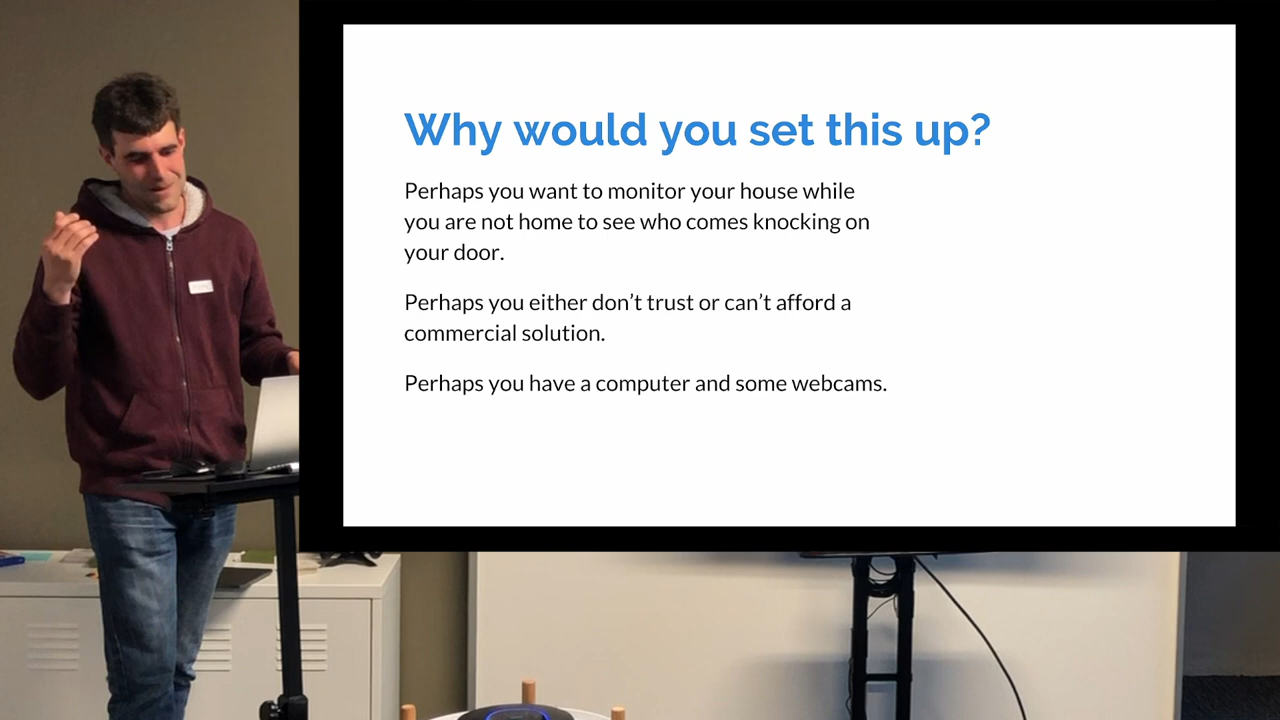 Why would you set this up?
Perhaps you want to monitor your house while
you are not home to see who comes knocking on
your door.
Perhaps you either don’t trust or can’t afford a
commercial solution.
Perhaps you have a computer and some webcams.